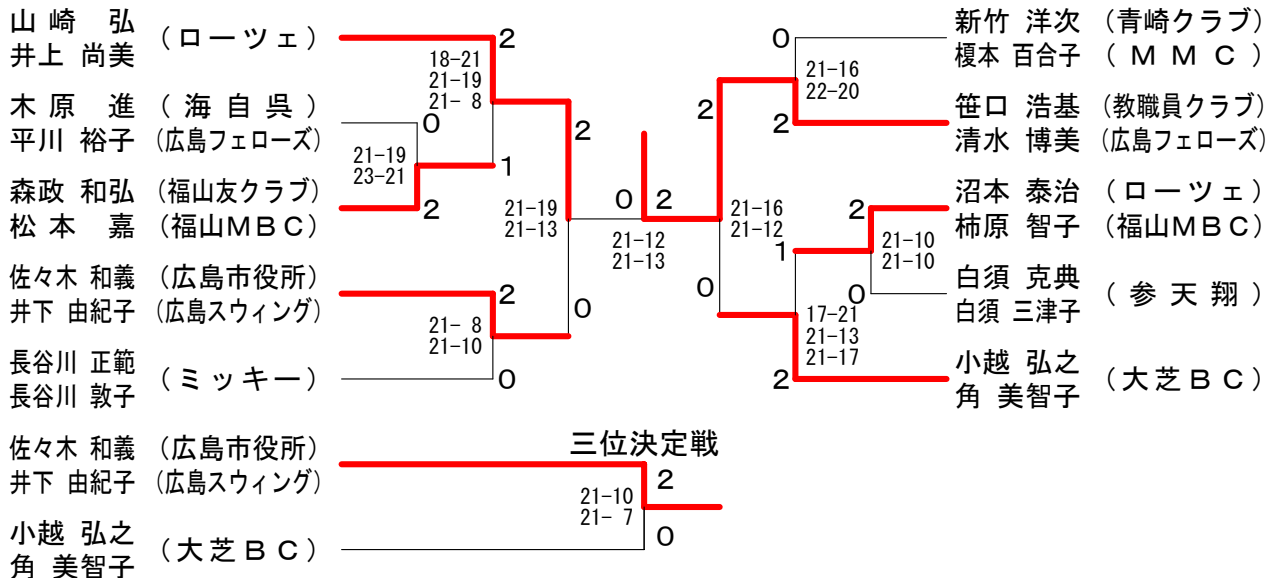 山 崎　弘 (ローツェ) 
井上 尚美
木 原　進 (海自呉)
平川 裕子 (広島フェローズ)
森政 和弘 (福山友クラブ)
松 本　嘉 (福山MBC)
佐々木 和義 (広島市役所)
井下 由紀子 (広島スウィング)
長谷川 正範 (ミッキー)
長谷川 敦子
2
18-21
21-19
21- 8
0
21-19
23-21
1
2
2
21-19
21-13
2
21- 8
21-10
0
0
0 2
21-12
21-13
2
21-16
21-12
0
0
21-16
22-20
2
1
2
21-10
21-10
0
17-21
21-13
21-17
2
新竹 洋次 (青崎クラブ)
榎本 百合子 (ＭＭＣ)
笹口 浩基 (教職員クラブ)
清水 博美 (広島フェローズ)
沼本 泰治 (ローツェ)
柿原 智子 (福山MBC)
白須 克典 (参天翔)
白須 三津子
小越 弘之 (大芝ＢＣ)
角 美智子
三位決定戦
佐々木 和義 (広島市役所)
井下 由紀子 (広島スウィング)
小越 弘之 (大芝ＢＣ)
角 美智子
2
21-10
21- 7
0